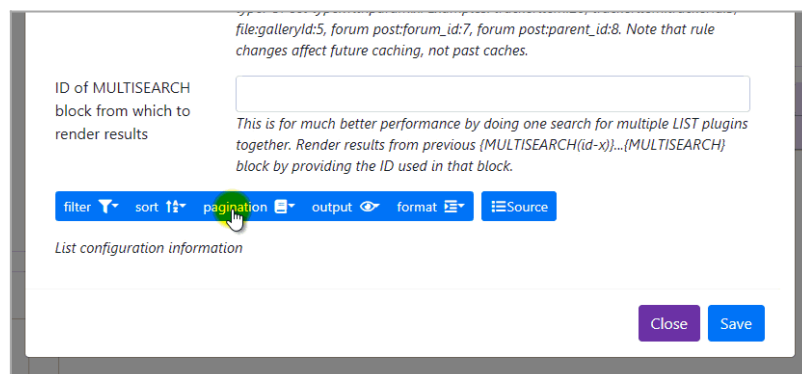 file:galleryId:5, forum post:forum_id:7, forum post:parent_id:8. Note that rule
changes affect future caching, not past caches.
ID of MULTISEARCH
block from which to
render results
This is for much better performance by doing one search for multiple LIST plugins
together. Render results from previous {MULTISEARCH(id-x)}...{MULTISEARCH}
block by providing the ID used in that block.
filter sort pagination output format Source
List configuration information
Close Save